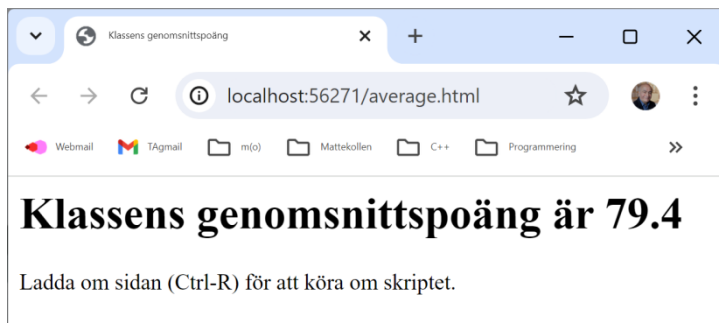 Klassens genomsnittspoäng
localhost:56271/average.html
Webmail TAgmail m(o) Mattekollen C++ Programmering
Klassens genomsnittspoäng är 79.4
Ladda om sidan (Ctrl-R) för att köra om skriptet.